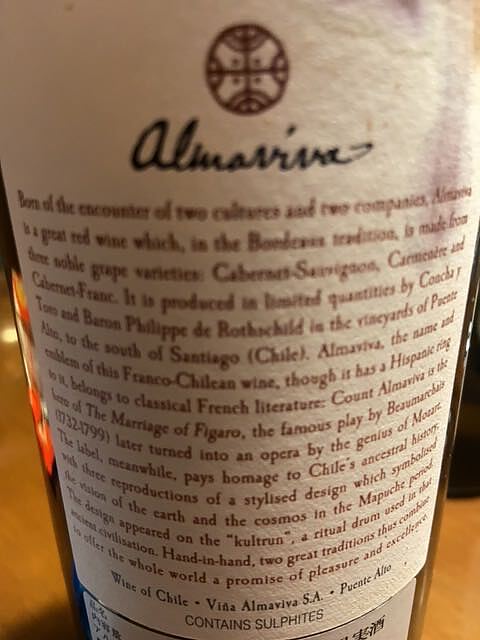 Almaviva
Born of the encounter of two cultures and two companies, Almaviva
is a great red wine which, in the Bordeaux tradition, is made from
three noble grape varieties: Cabernet-Sauvignon, Carmenère and
Cabernet-Franc. It is produced in limited quantities by Concha y
Toro and Baron Philippe de Rothschild in the vineyards of Puente
Alto, to the south of Santiago (Chile). Almaviva, the name and
emblem of this Franco-Chilean wine, though it has a Hispanic ring
to it, belongs to classical French literature: Count Almaviva is the
hero of The Marriage of Figaro, the famous play by Beaumarchais
(1732-1799) later turned into an opera by the genius of Mozart.
The label, meanwhile, pays homage to Chile's ancestral history,
with three reproductions of a stylised design which symbolised
the vision of the earth and the cosmos in the Mapuche period.
The design appeared on the "kultrun", a ritual drum used in that
ancient civilisation. Hand-in-hand, two great traditions thus combine
to offer the whole world a promise of pleasure and excellence.
Wine of Chile • Viña Almaviva S.A. • Puente Alto
CONTAINS SULPHITES